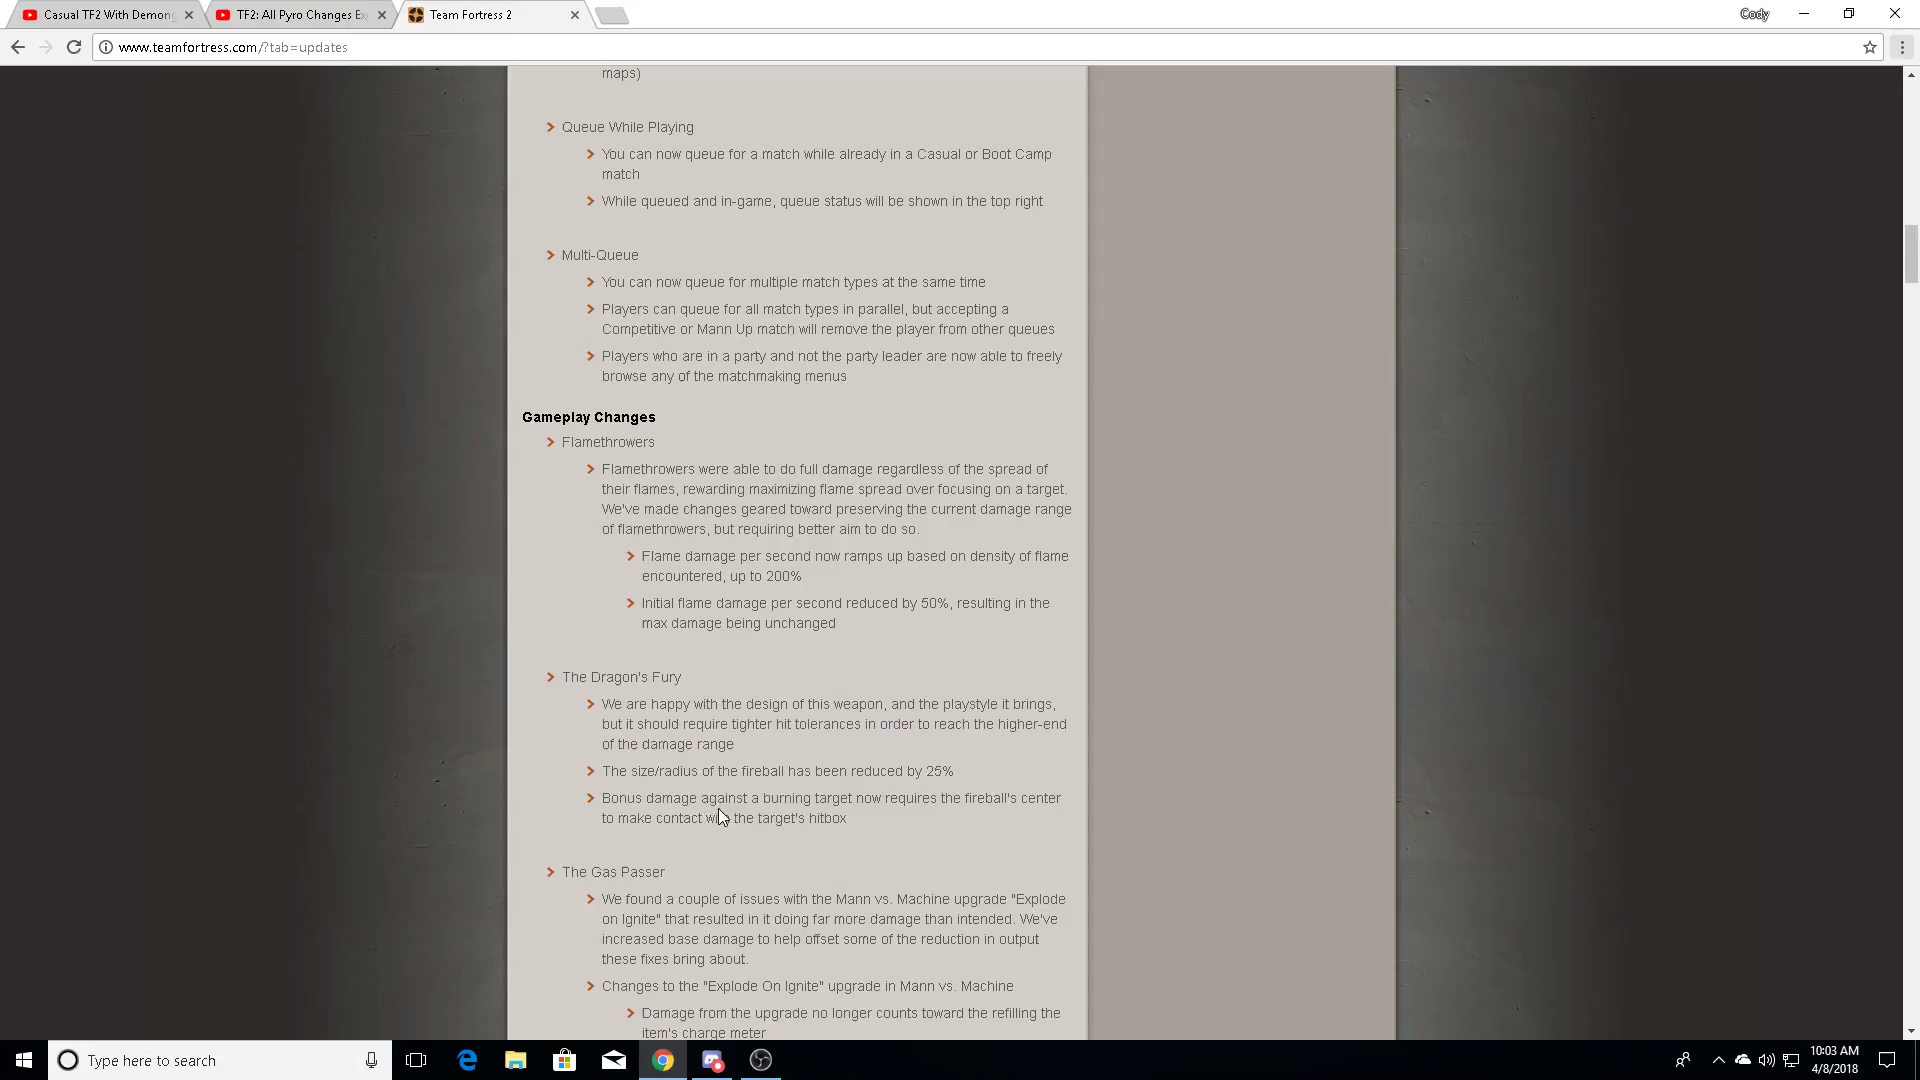 Casual TF2 With Demon
TF2: All Pyro Changes Ex
Team Fortress 2
Cody
www.teamfortress.com/?tab=updates
maps)
Queue While Playing
You can now queue for a match while already in a Casual or Boot Camp
match
While queued and in-game, queue status will be shown in the top right
Multi-Queue
You can now queue for multiple match types at the same time
Players can queue for all match types in parallel, but accepting a
Competitive or Mann Up match will remove the player from other queues
Players who are in a party and not the party leader are now able to freely
browse any of the matchmaking menus
Gameplay Changes
Flamethrowers
Flamethrowers were able to do full damage regardless of the spread of
their flames, rewarding maximizing flame spread over focusing on a target.
We've made changes geared toward preserving the current damage range
of flamethrowers, but requiring better aim to do so.
Flame damage per second now ramps up based on density of flame
encountered, up to 200%
Initial flame damage per second reduced by 50%, resulting in the
max damage being unchanged
The Dragon's Fury
We are happy with the design of this weapon, and the playstyle it brings,
but it should require tighter hit tolerances in order to reach the higher-end
of the damage range
The size/radius of the fireball has been reduced by 25%
Bonus damage against a burning target now requires the fireball's center
to make contact with the target's hitbox
The Gas Passer
We found a couple of issues with the Mann vs. Machine upgrade "Explode
on Ignite" that resulted in it doing far more damage than intended. We've
increased base damage to help offset some of the reduction in output
these fixes bring about.
Changes to the "Explode On Ignite" upgrade in Mann vs. Machine
Damage from the upgrade no longer counts toward the refilling the
item's charge meter
Type here to search
10:03 AM
4/8/2018